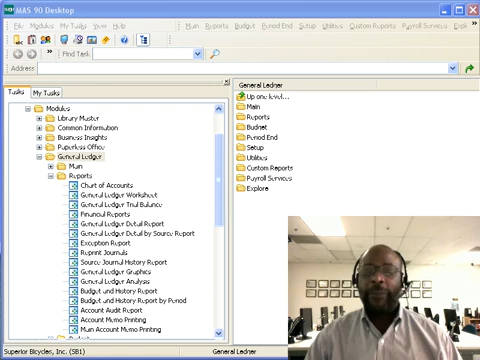 MAS 90 Desktop
File Modules My Tasks View Help
Main Reports Budget Period End Setup Utilities Custom Reports Payroll Services Explore
Find Task
Address
Tasks My Tasks
Modules
Library Master
Common Information
Business Insights
Paperless Office
General Ledger
Main
Reports
Chart of Accounts
General Ledger Worksheet
General Ledger Trial Balance
Financial Reports
General Ledger Detail Report
General Ledger Detail by Source Report
Exception Report
Reprint Journals
Source Journal History Report
General Ledger Graphics
General Ledger Analysis
Budget and History Report
Budget and History Report by Period
Account Audit Report
Account Memo Printing
Main Account Memo Printing
Budget
General Ledger
Up one level...
Main
Reports
Budget
Period End
Setup
Utilities
Custom Reports
Payroll Services
Explore
Superior Bicycles, Inc. (SB1)
General Ledger